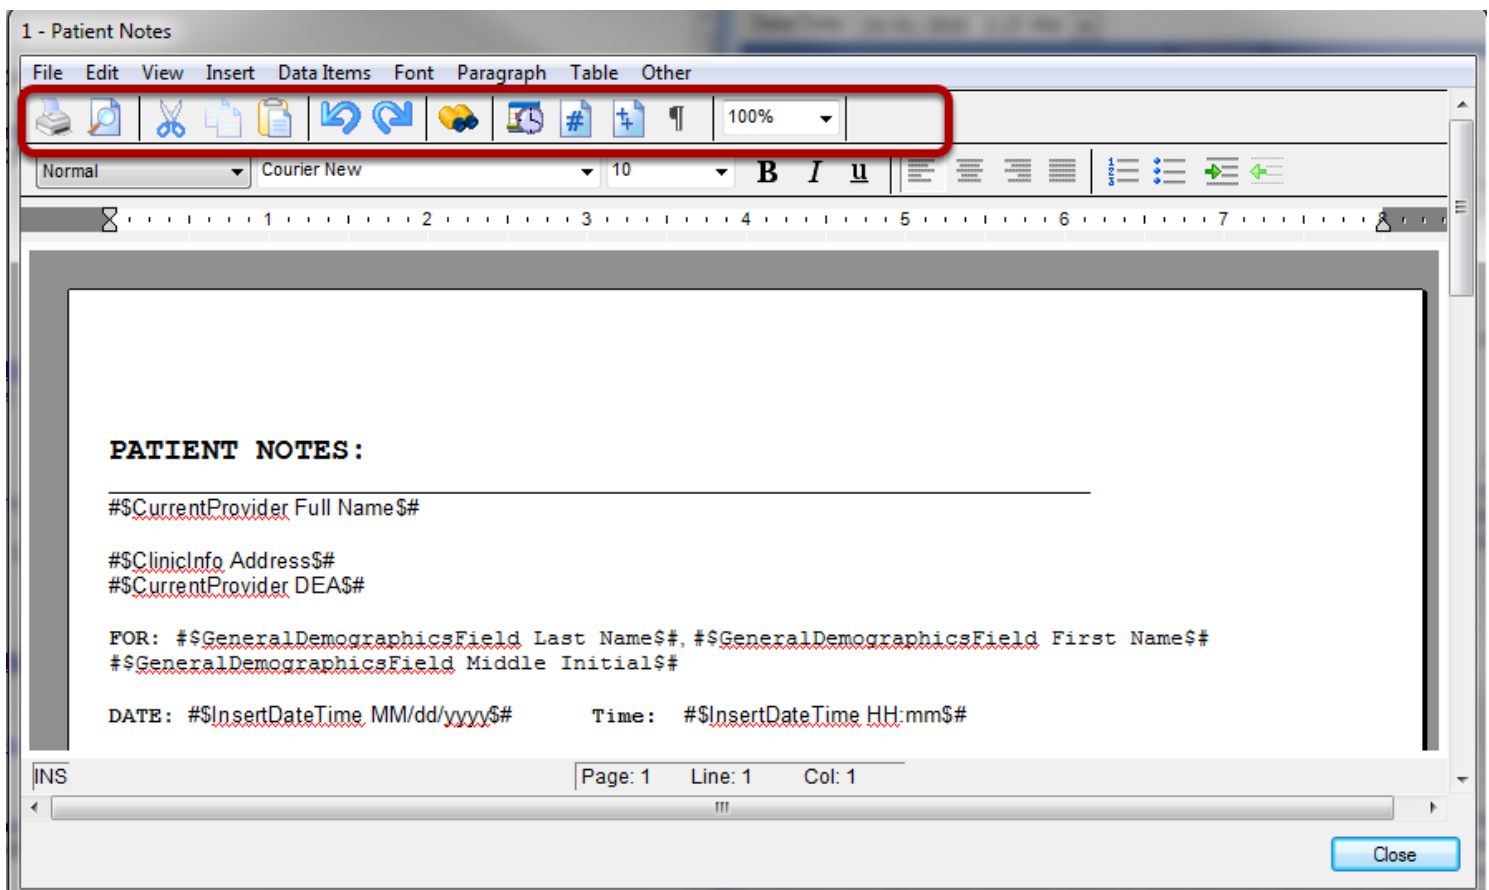 1 - Patient Notes
File Edit View Insert Data Items Font Paragraph Table Other
# 100%
Normal Courier New 10 B I u
1 2 3 4 5 6 7 8
PATIENT NOTES:
#$CurrentProvider Full Name$#
#$ClinicInfo Address$#
#$CurrentProvider DEA$#
FOR: #$GeneralDemographicsField Last Name$#, #$GeneralDemographicsField First Name$#
#$GeneralDemographicsField Middle Initial$#
DATE: #$InsertDateTime MM/dd/yyyy$# Time: #$InsertDateTime HH:mm$#
INS Page: 1 Line: 1 Col: 1
Close